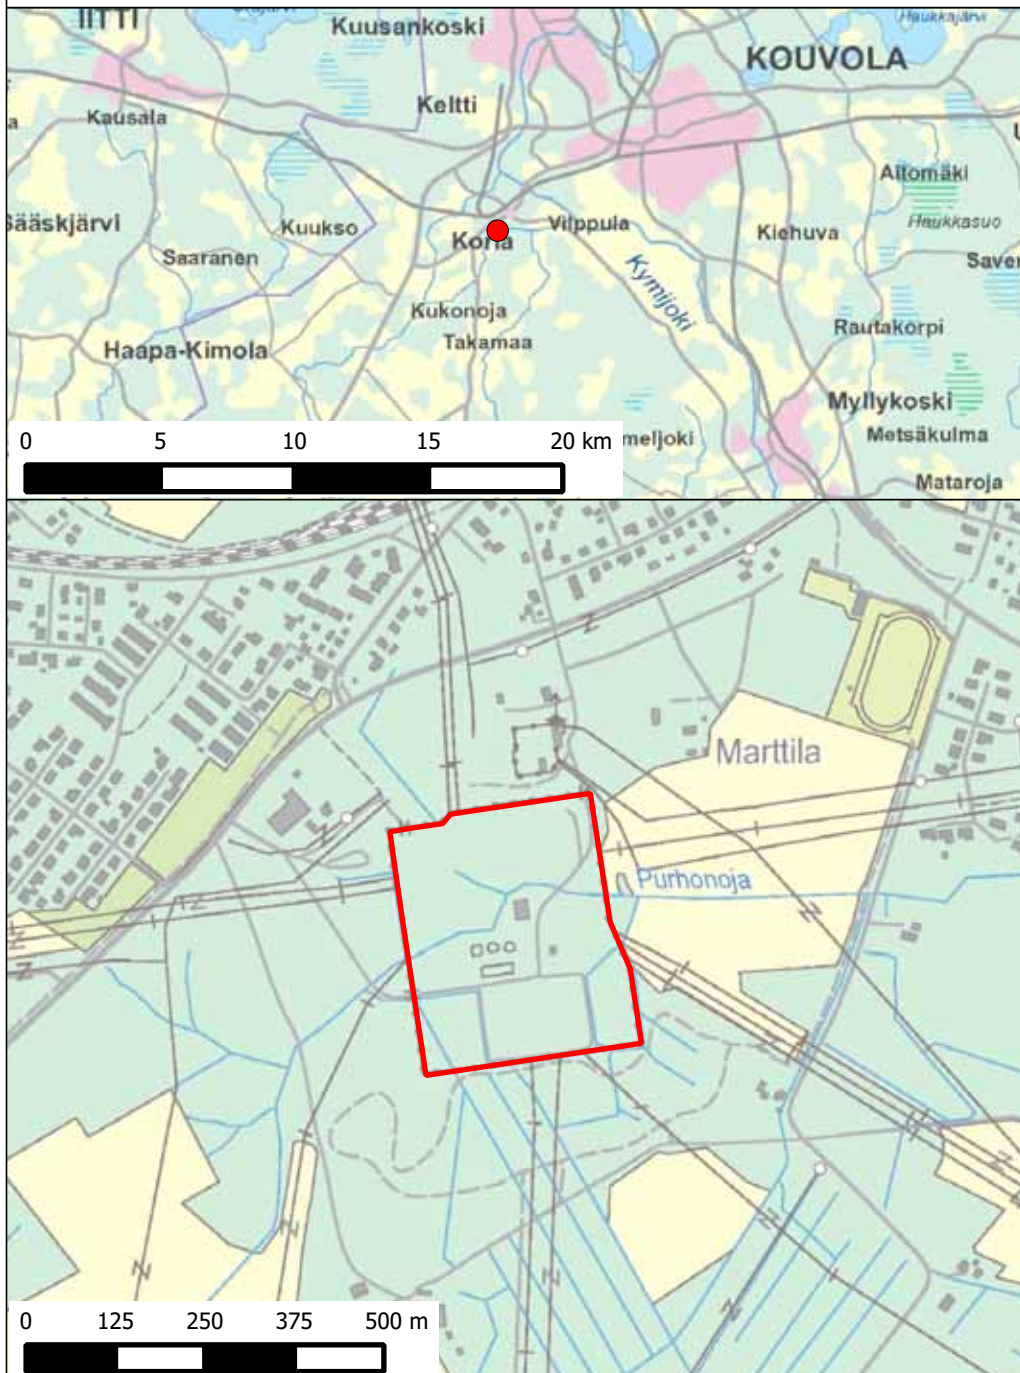 IITTI
Kuusankoski
Haukkajärvi
KOUVOLA
Keltti
Kausala
Aitomäki
Sääskjärvi
Kuukso
Vilppula
Haukkasuo
Kiehuva
Koria
Saaranen
Kymijoki
Kukonoja
Rautakorpi
Takamaa
Haapa-Kimola
Myllykoski
meljoki
Metsäkulma
Mataroja
0 5 10 15 20 km
Marttila
Purhonoja
0 125 250 375 500 m